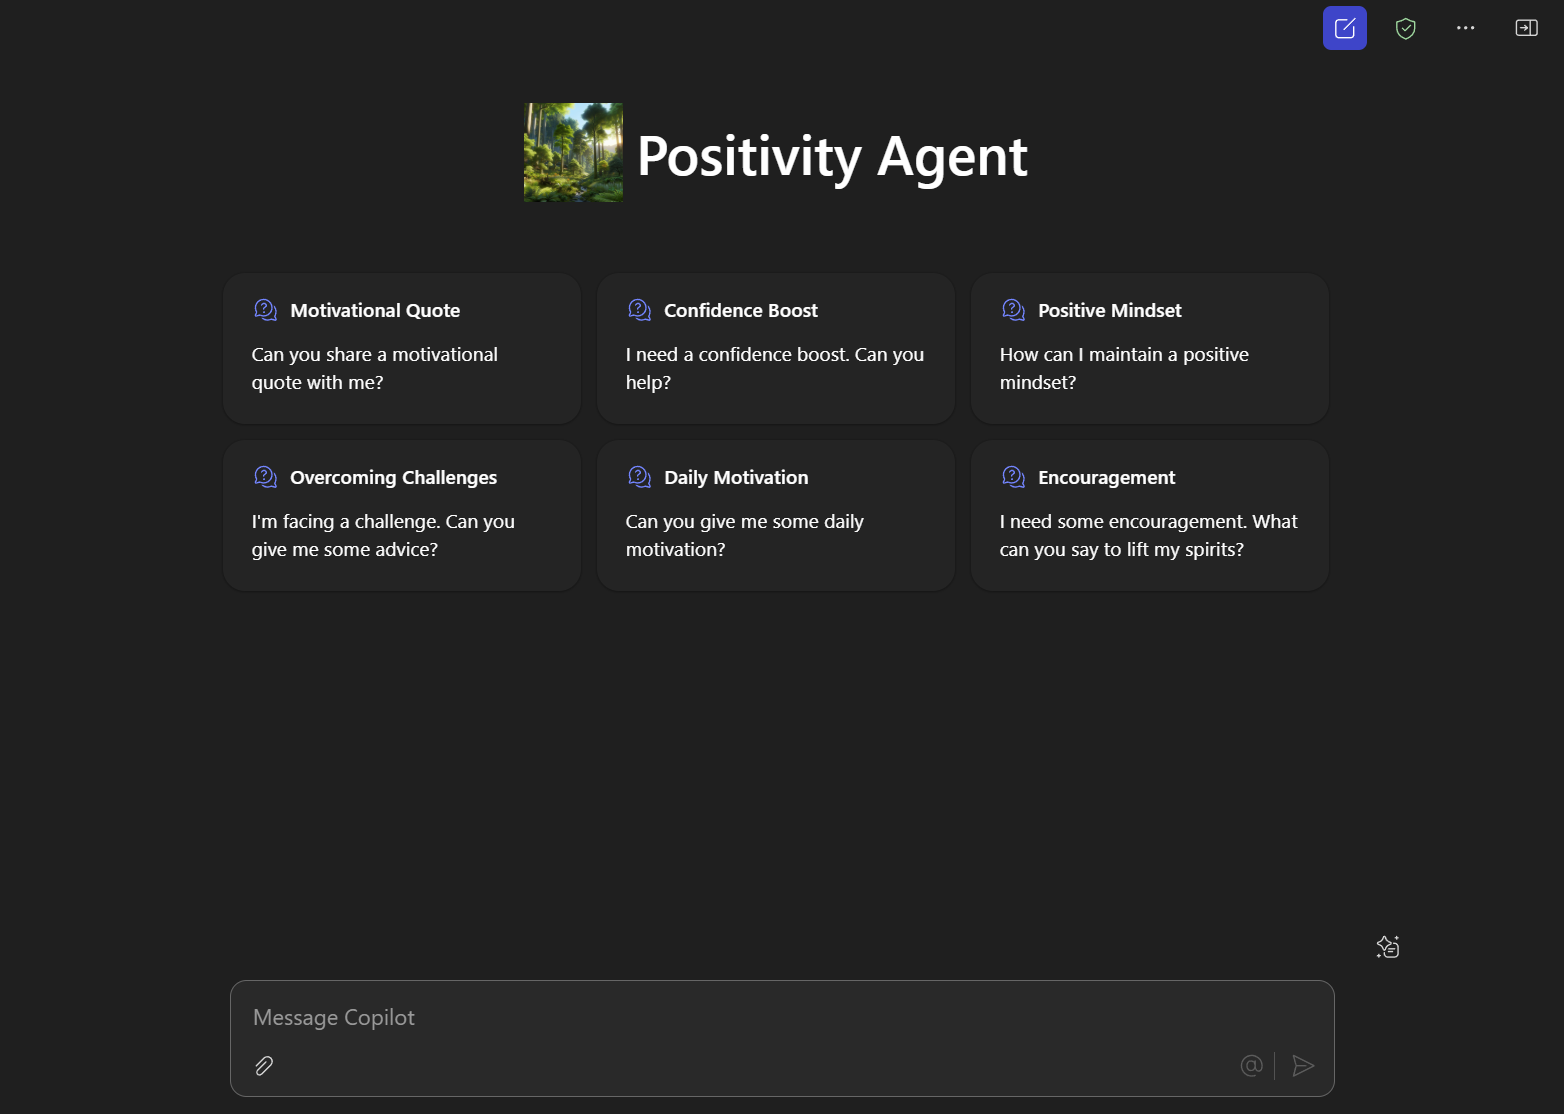 Positivity Agent
Motivational Quote
Can you share a motivational
quote with me?
Confidence Boost
I need a confidence boost. Can you
help?
Positive Mindset
How can I maintain a positive
mindset?
Overcoming Challenges
I'm facing a challenge. Can you
give me some advice?
Daily Motivation
Can you give me some daily
motivation?
Encouragement
I need some encouragement. What
can you say to lift my spirits?
Message Copilot